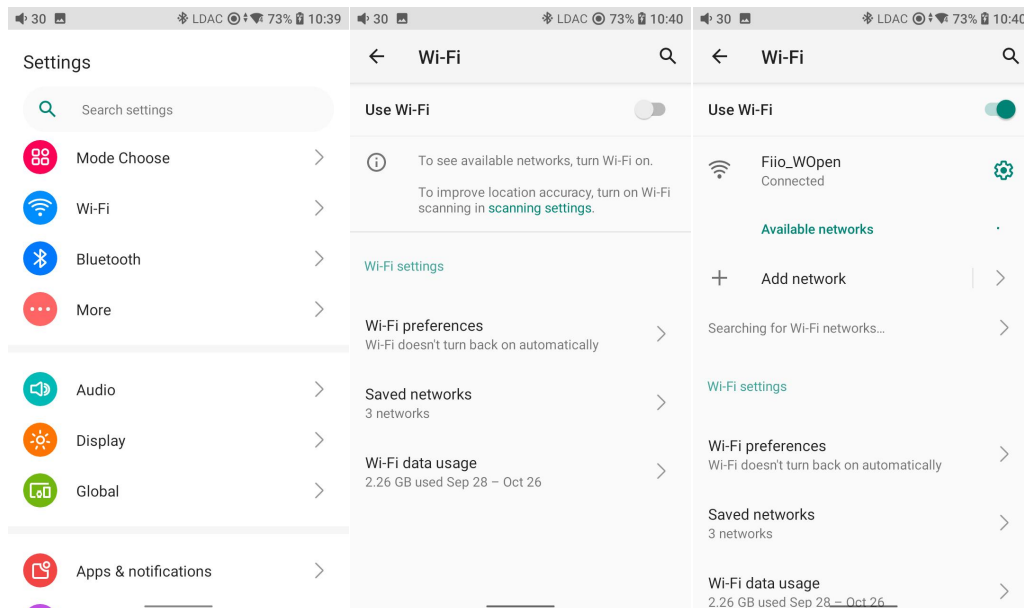 30 LDAC 73% 10:39
Settings
Search settings
Mode Choose
Wi-Fi
Bluetooth
More
Audio
Display
Global
Apps & notifications
30 LDAC 73% 10:40
Wi-Fi
Use Wi-Fi
To see available networks, turn Wi-Fi on.
To improve location accuracy, turn on Wi-Fi
scanning in scanning settings.
Wi-Fi settings
Wi-Fi preferences
Wi-Fi doesn't turn back on automatically
Saved networks
3 networks
Wi-Fi data usage
2.26 GB used Sep 28 – Oct 26
30 LDAC 73% 10:40
Wi-Fi
Use Wi-Fi
Fiio_WOpen
Connected
Available networks
Add network
Searching for Wi-Fi networks…
Wi-Fi settings
Wi-Fi preferences
Wi-Fi doesn't turn back on automatically
Saved networks
3 networks
Wi-Fi data usage
2.26 GB used Sep 28 – Oct 26